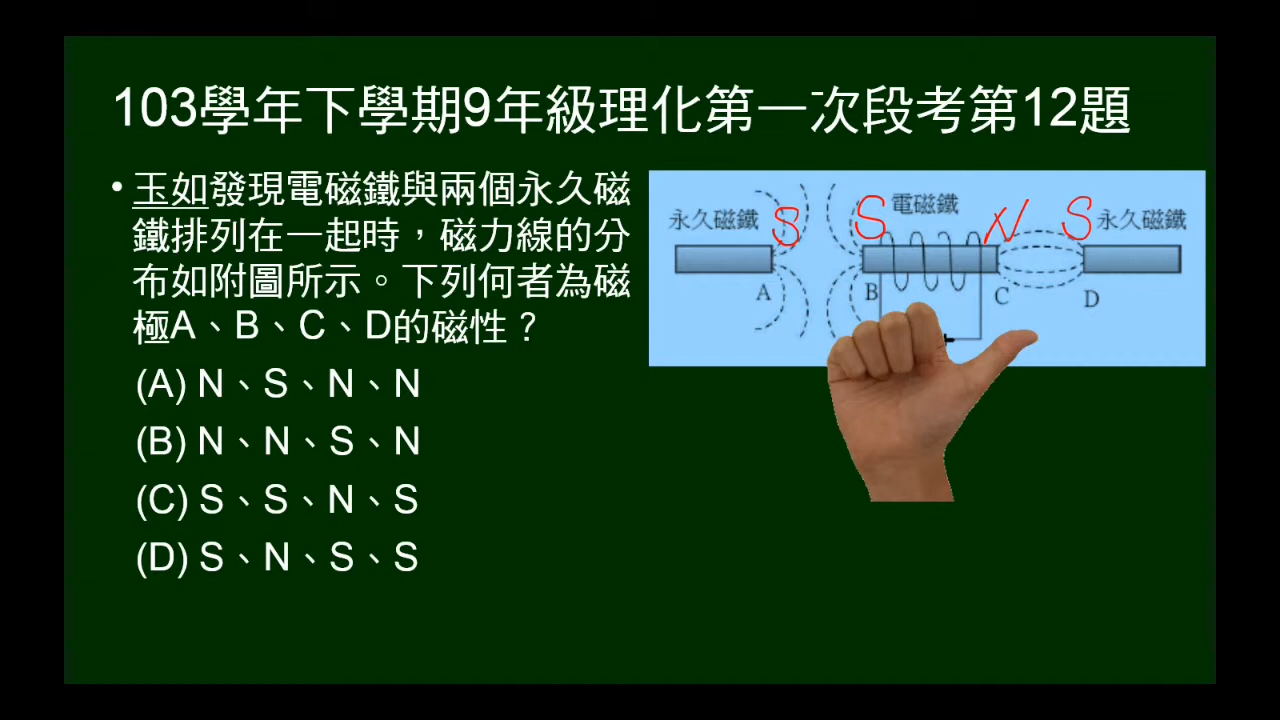 103學年下學期9年級理化第一次段考第12題
• 玉如發現電磁鐵與兩個永久磁
鐵排列在一起時，磁力線的分
布如附圖所示。下列何者為磁
極A、B、C、D的磁性？
(A) N、S、N、N
(B) N、N、S、N
(C) S、S、N、S
(D) S、N、S、S
永久磁鐵 S S 電磁鐵 N S 永久磁鐵
A B C D